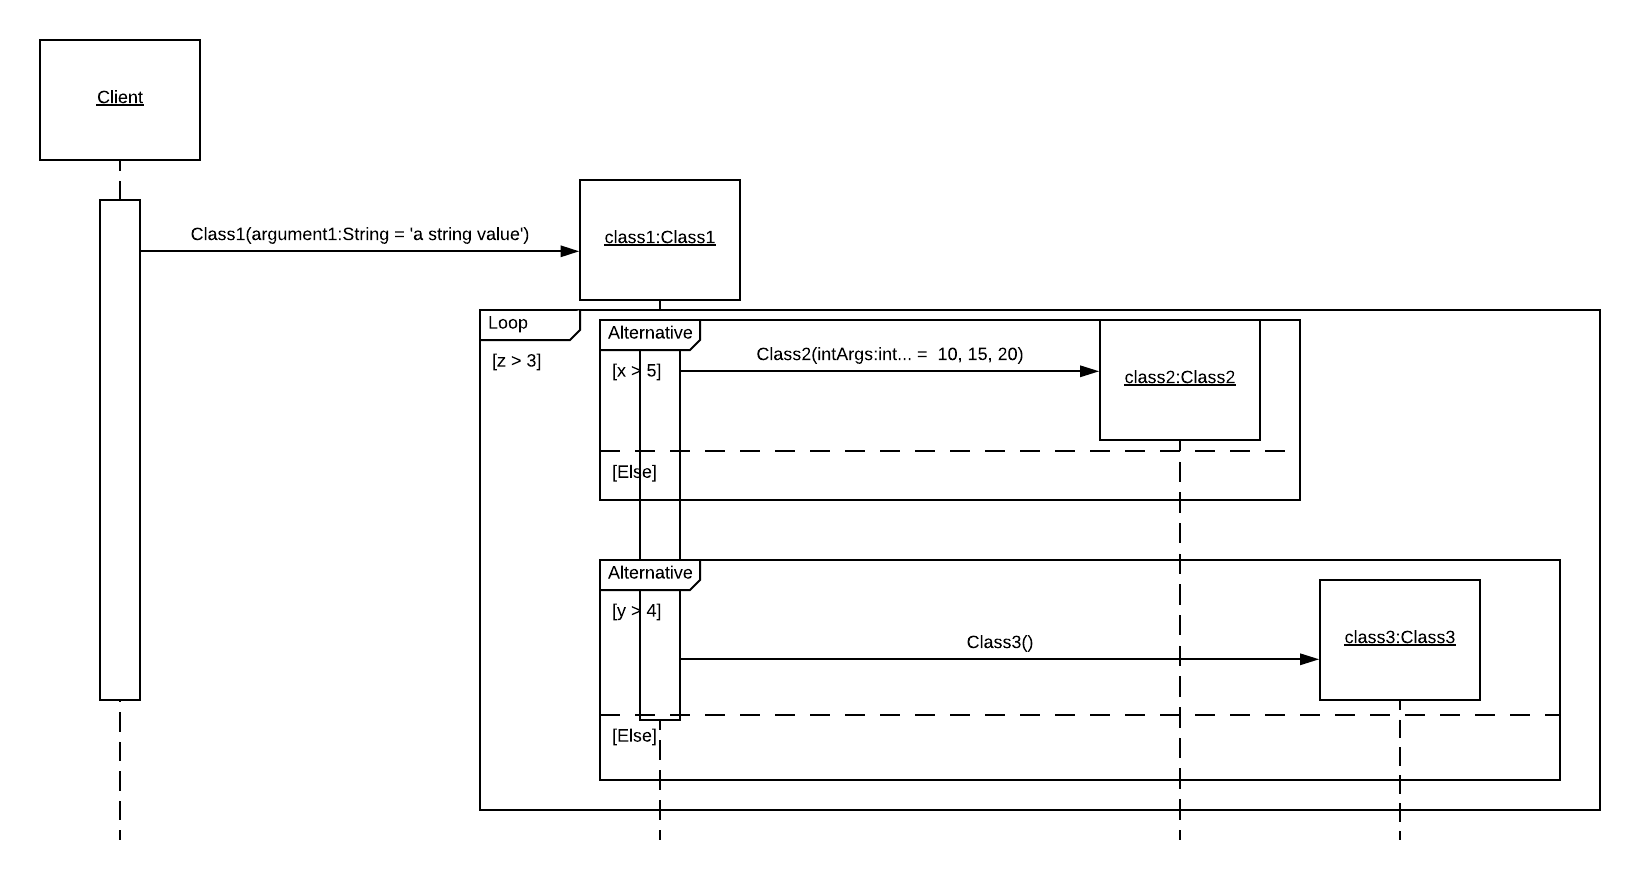 Client
Class1(argument1:String = 'a string value')
class1:Class1
Loop
[z > 3]
Alternative
[x > 5]
Class2(intArgs:int... =  10, 15, 20)
class2:Class2
[Else]
Alternative
[y > 4]
Class3()
class3:Class3
[Else]